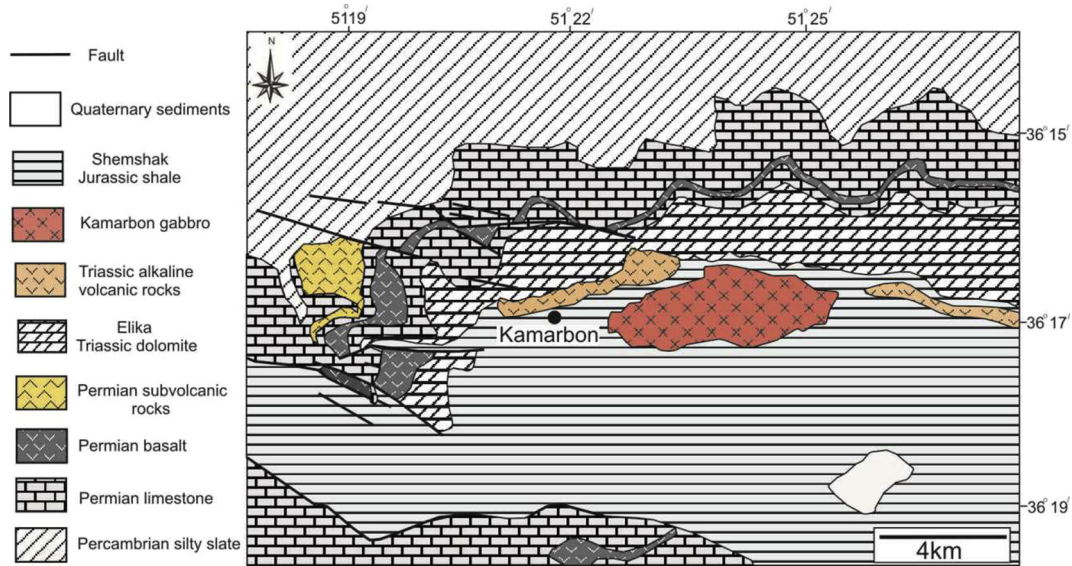 5119'
51°22'
51°25'
N
Fault
Quaternary sediments
Shemshak
Jurassic shale
Kamarbon gabbro
Triassic alkaline
volcanic rocks
Elika
Triassic dolomite
Permian subvolcanic
rocks
Permian basalt
Permian limestone
Percambrian silty slate
36°15'
36°17'
36°19'
Kamarbon
4km